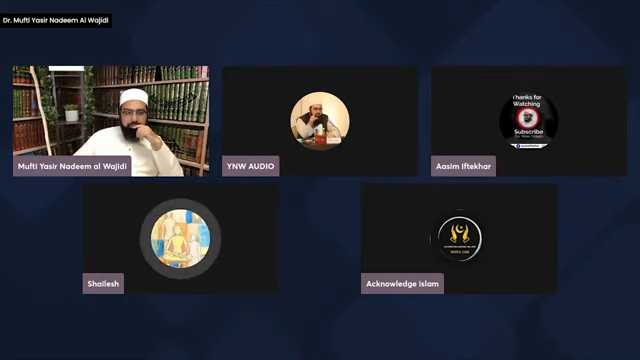 Dr. Mufti Yasir Nadeem Al Wajidi
Mufti Yasir Nadeem al Wajidi
YNW AUDIO
Thanks for
Watching
Subscribe
Aasim Iftekhar
Shailesh
Acknowledge islam